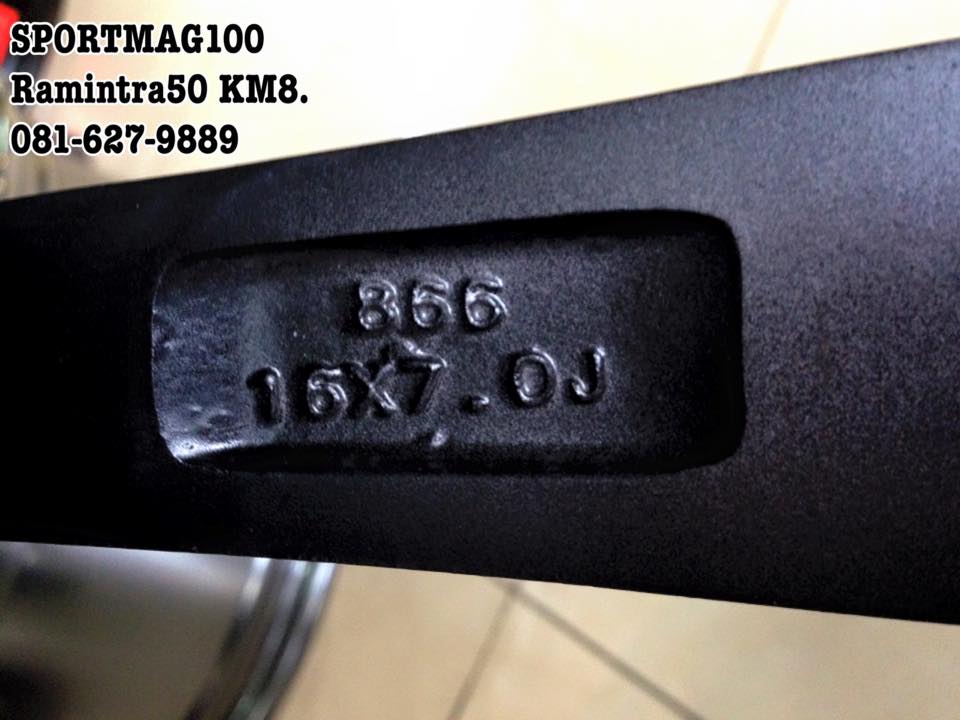 SPORTMAG100
Ramintra50 KM8.
081-627-9889
866
16X7.0J